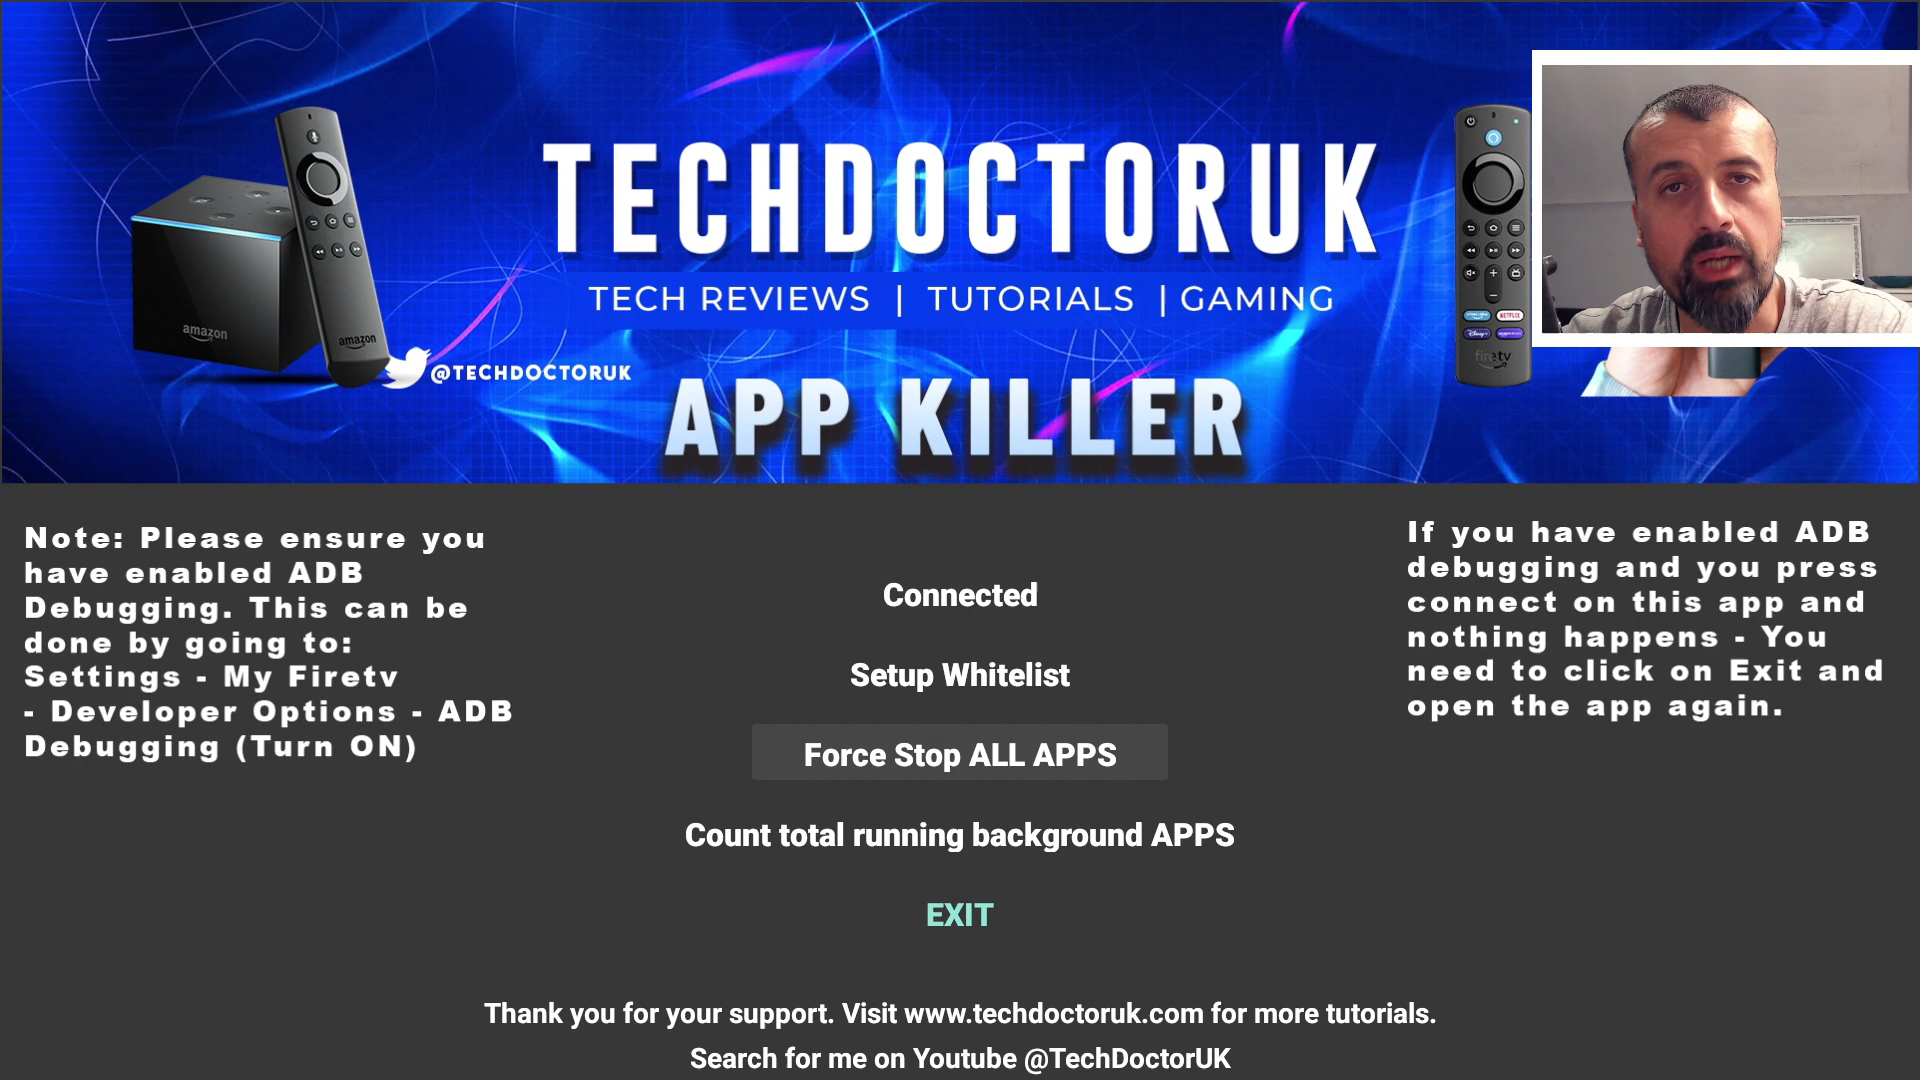 TECHDOCTORUK
TECH REVIEWS | TUTORIALS | GAMING
amazon
amazon
@TECHDOCTORUK
APP KILLER
NETFLIX
Disney+
firetv
Note: Please ensure you
have enabled ADB
Debugging. This can be
done by going to:
Settings - My Firetv
- Developer Options - ADB
Debugging (Turn ON)
Connected
Setup Whitelist
Force Stop ALL APPS
Count total running background APPS
EXIT
If you have enabled ADB
debugging and you press
connect on this app and
nothing happens - You
need to click on Exit and
open the app again.
Thank you for your support. Visit www.techdoctoruk.com for more tutorials.
Search for me on Youtube @TechDoctorUK